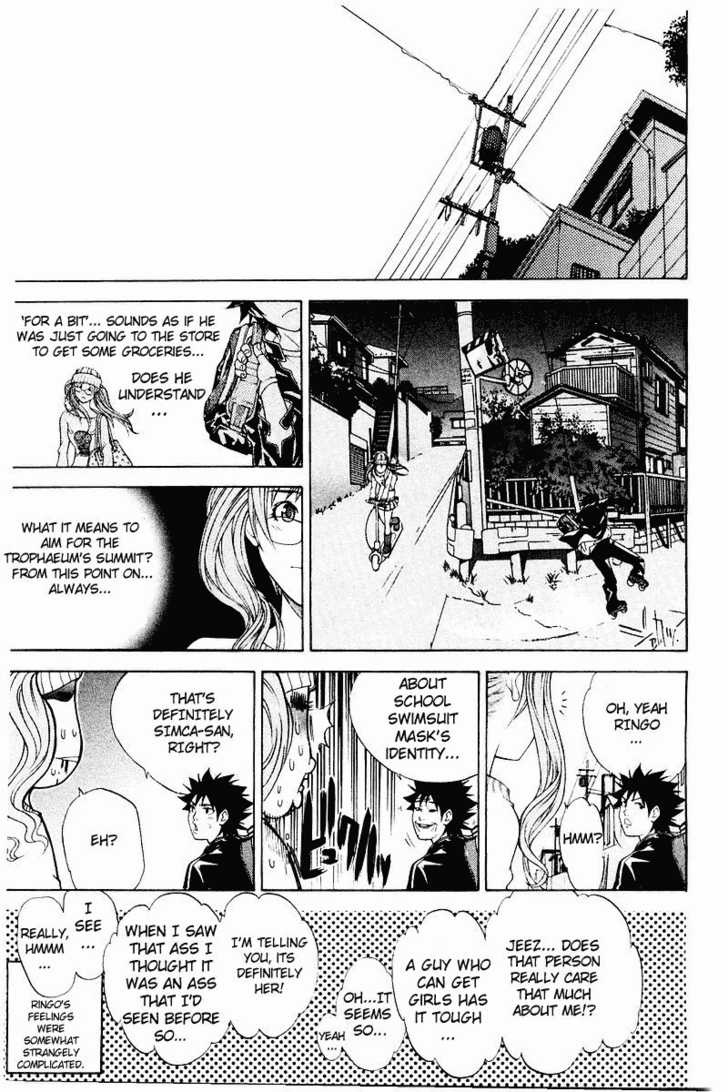 'FOR A BIT'... SOUNDS AS IF HE
WAS JUST GOING TO THE STORE
TO GET SOME GROCERIES...
DOES HE
UNDERSTAND
...
WHAT IT MEANS TO
AIM FOR THE
TROPHAEUM'S SUMMIT?
FROM THIS POINT ON...
ALWAYS...
OH, YEAH
RINGO
...
HMM?
ABOUT
SCHOOL
SWIMSUIT
MASK'S
IDENTITY...
THAT'S
DEFINITELY
SIMCA-SAN,
RIGHT?
EH?
JEEZ... DOES
THAT PERSON
REALLY CARE
THAT MUCH
ABOUT ME!?
A GUY WHO
CAN GET
GIRLS HAS
IT TOUGH
...
OH...IT
SEEMS
SO...
YEAH
...
I'M TELLING
YOU, ITS
DEFINITELY
HER!
WHEN I SAW
THAT ASS I
THOUGHT IT
WAS AN ASS
THAT I'D
SEEN BEFORE
SO...
I
SEE
...
REALLY,
HMMM
...
RINGO'S
FEELINGS
WERE
SOMEWHAT
STRANGELY
COMPLICATED.